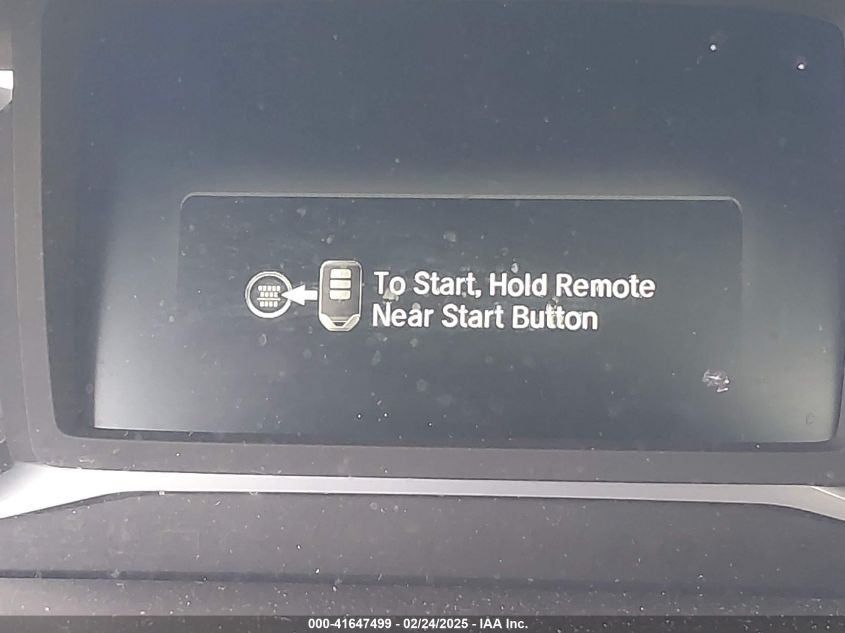 To Start, Hold Remote
Near Start Button
000-41647499 - 02/24/2025 - IAA Inc.